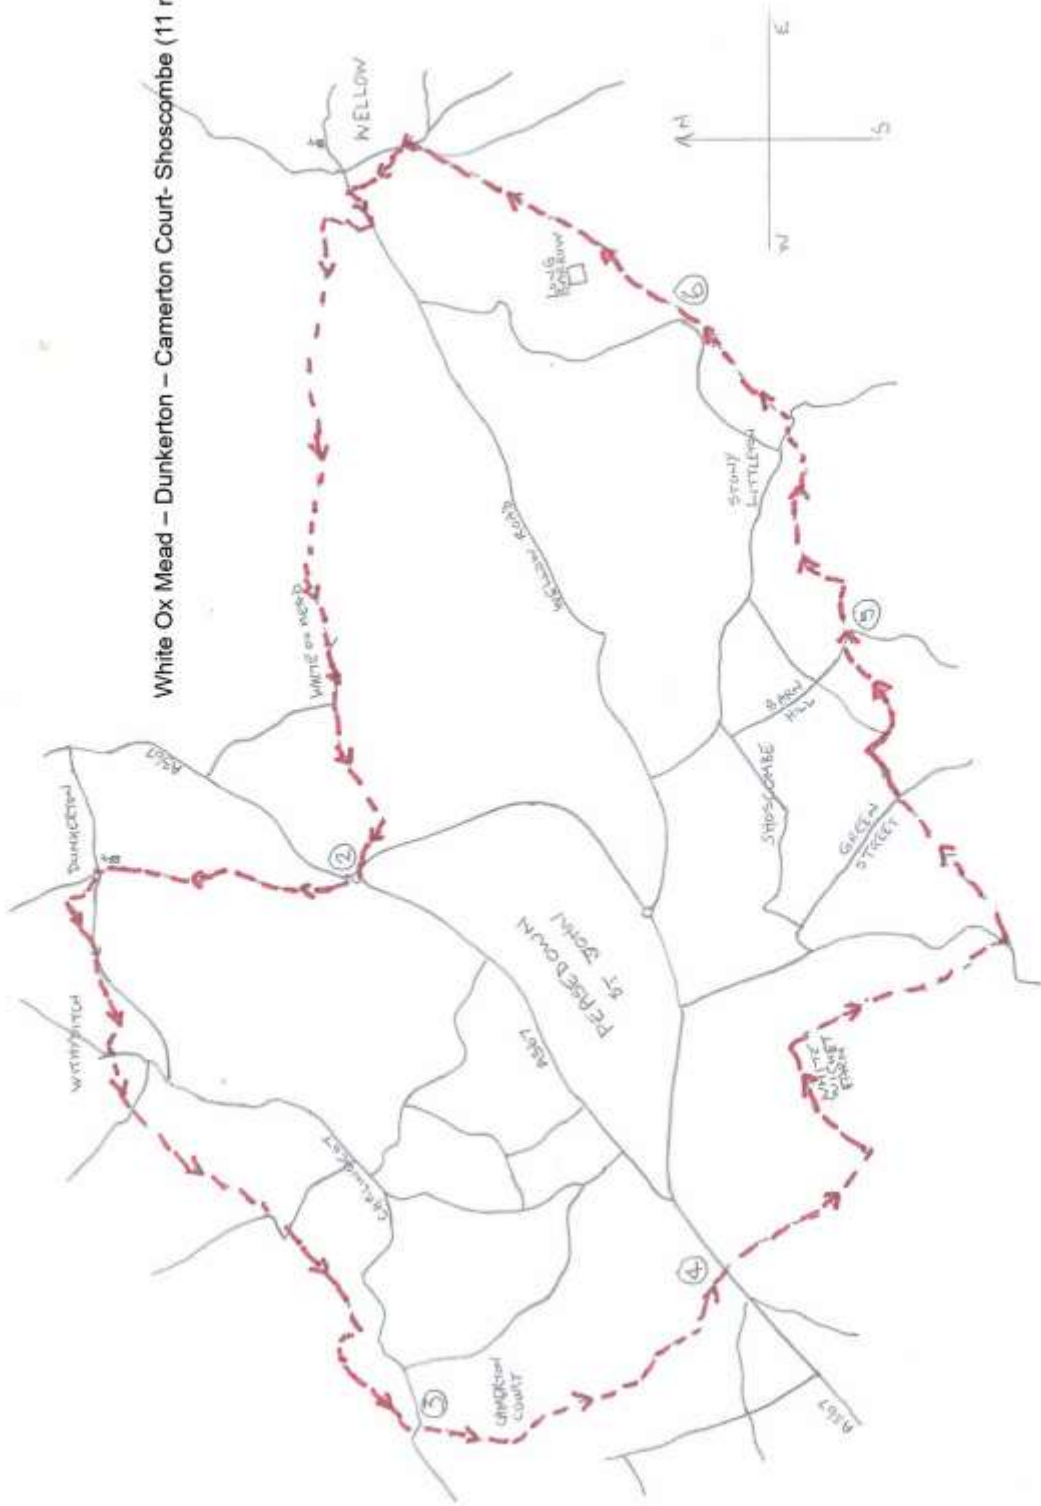 White Ox Mead – Dunkerton – Camerton Court- Shoscombe (11
DUNKERTON
WITHYDITCH
A367
WHITE OX MEAD
WELLOW
2
CARLINGCOTT
A367
PEASEDOWN
ST JOHN
WELLOW ROAD
LONG
BARROW
3
CAMERTON
COURT
4
6
STONY
LITTLETON
SHOSCOMBE
BARN
HILL
GREEN
STREET
5
WHITE
FARM
A367
N
W
E
S